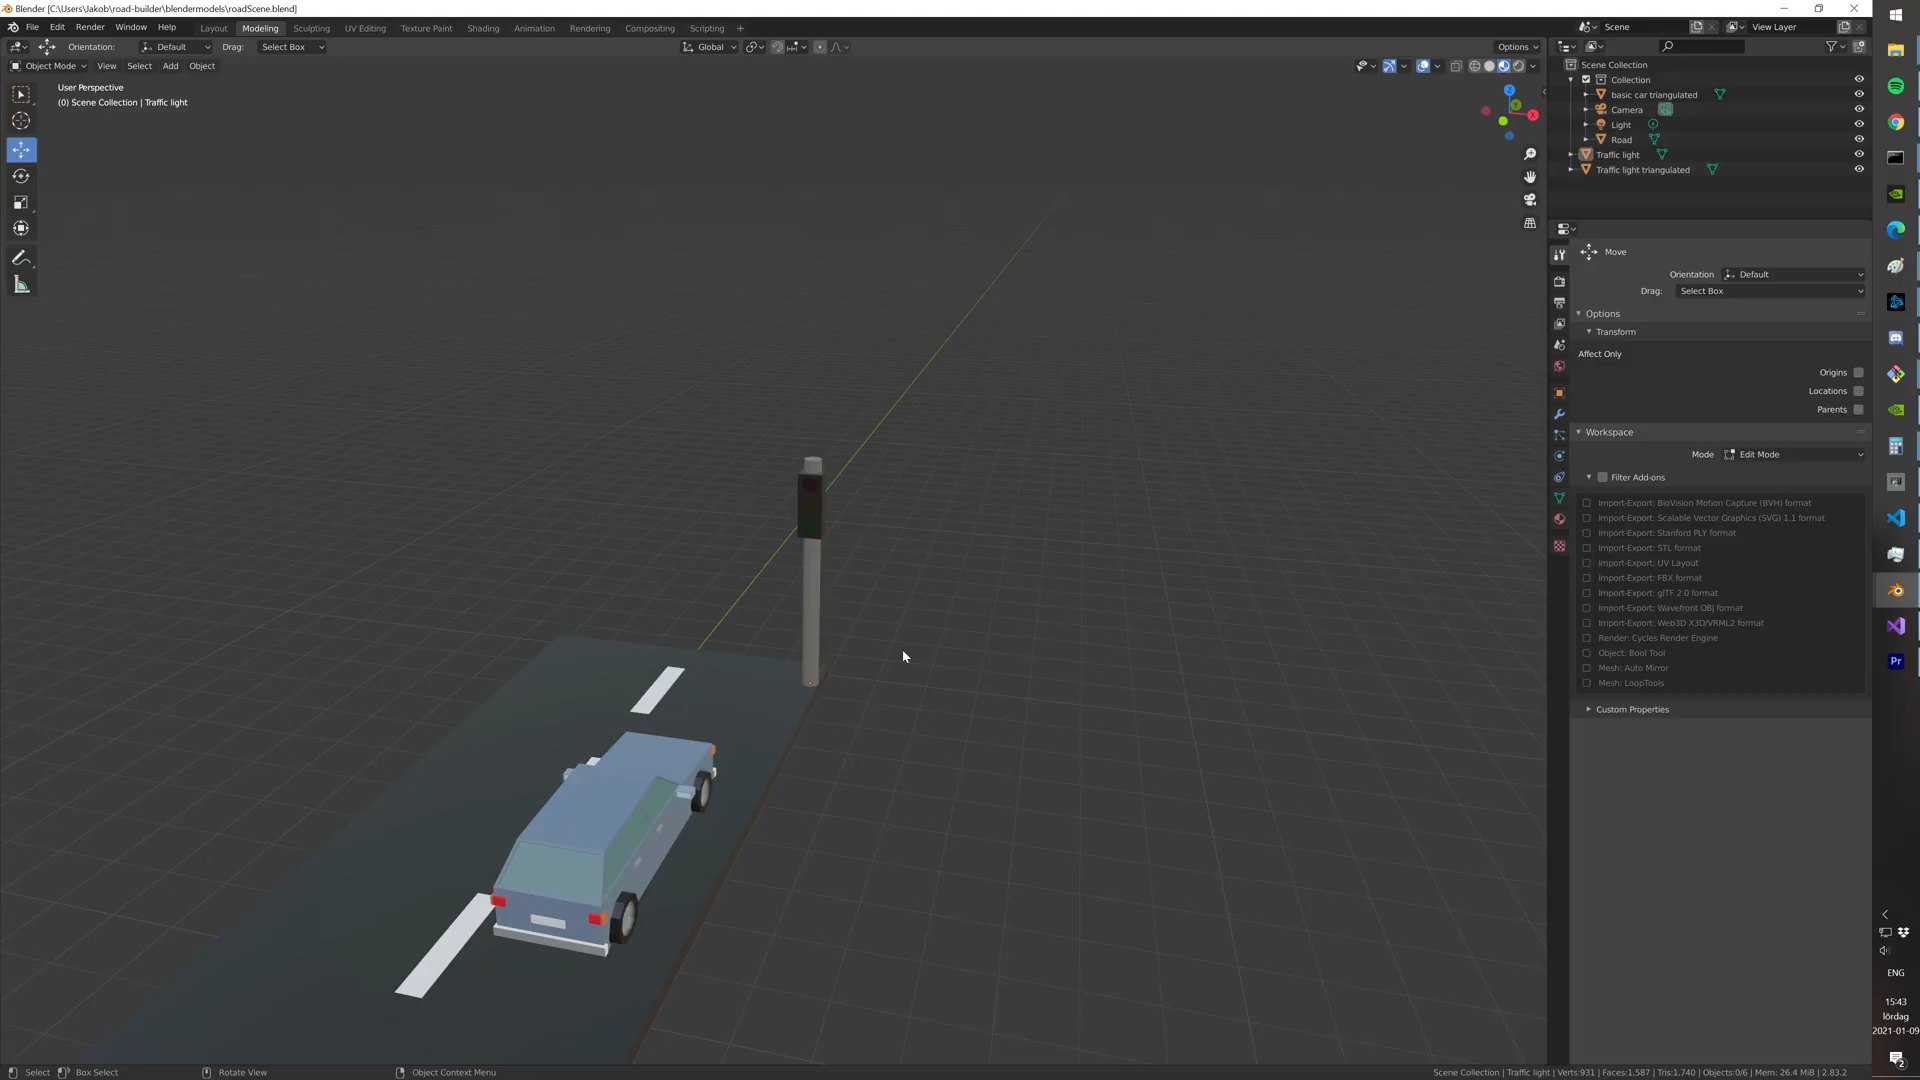 Blender [C:\Users\Jakob\road-builder\blendermodels\roadScene.blend]
File Edit Render Window Help
Layout Modeling Sculpting UV Editing Texture Paint Shading Animation Rendering Compositing Scripting +
Scene
View Layer
Orientation: Default Drag: Select Box
Global
Options
Object Mode View Select Add Object
User Perspective
(0) Scene Collection | Traffic light
Z
Y
X
Scene Collection
Collection
basic car triangulated
Camera
Light
Road
Traffic light
Traffic light triangulated
Move
Orientation Default
Drag: Select Box
Options
Transform
Affect Only
Origins
Locations
Parents
Workspace
Mode Edit Mode
Filter Add-ons
Import-Export: BioVision Motion Capture (BVH) format
Import-Export: Scalable Vector Graphics (SVG) 1.1 format
Import-Export: Stanford PLY format
Import-Export: STL format
Import-Export: UV Layout
Import-Export: FBX format
Import-Export: glTF 2.0 format
Import-Export: Wavefront OBJ format
Import-Export: Web3D X3D/VRML2 format
Render: Cycles Render Engine
Object: Bool Tool
Mesh: Auto Mirror
Mesh: LoopTools
Custom Properties
Pr
ENG
15:43
lördag
2021-01-09
2
Select Box Select Rotate View Object Context Menu
Scene Collection | Traffic light | Verts:931 | Faces:1,587 | Tris:1,740 | Objects:0/6 | Mem: 26.4 MiB | 2.83.2